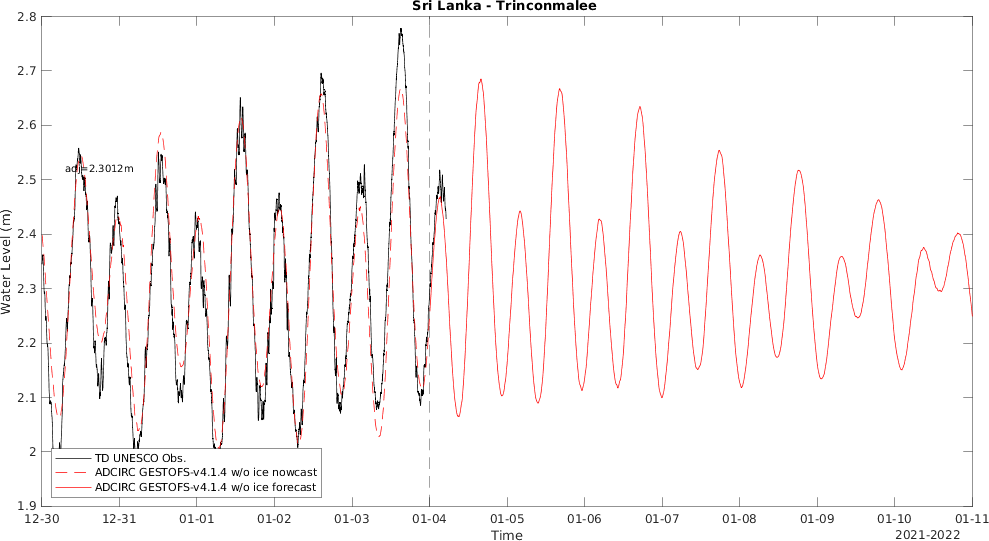 Sri Lanka - Trinconmalee
2.8
2.7
2.6
2.5
2.4
2.3
2.2
2.1
2
1.9
Water Level (m)
adj=2.3012m
TD UNESCO Obs.
ADCIRC GESTOFS-v4.1.4 w/o ice nowcast
ADCIRC GESTOFS-v4.1.4 w/o ice forecast
12-30 12-31 01-01 01-02 01-03 01-04 01-05 01-06 01-07 01-08 01-09 01-10 01-11
Time
2021-2022